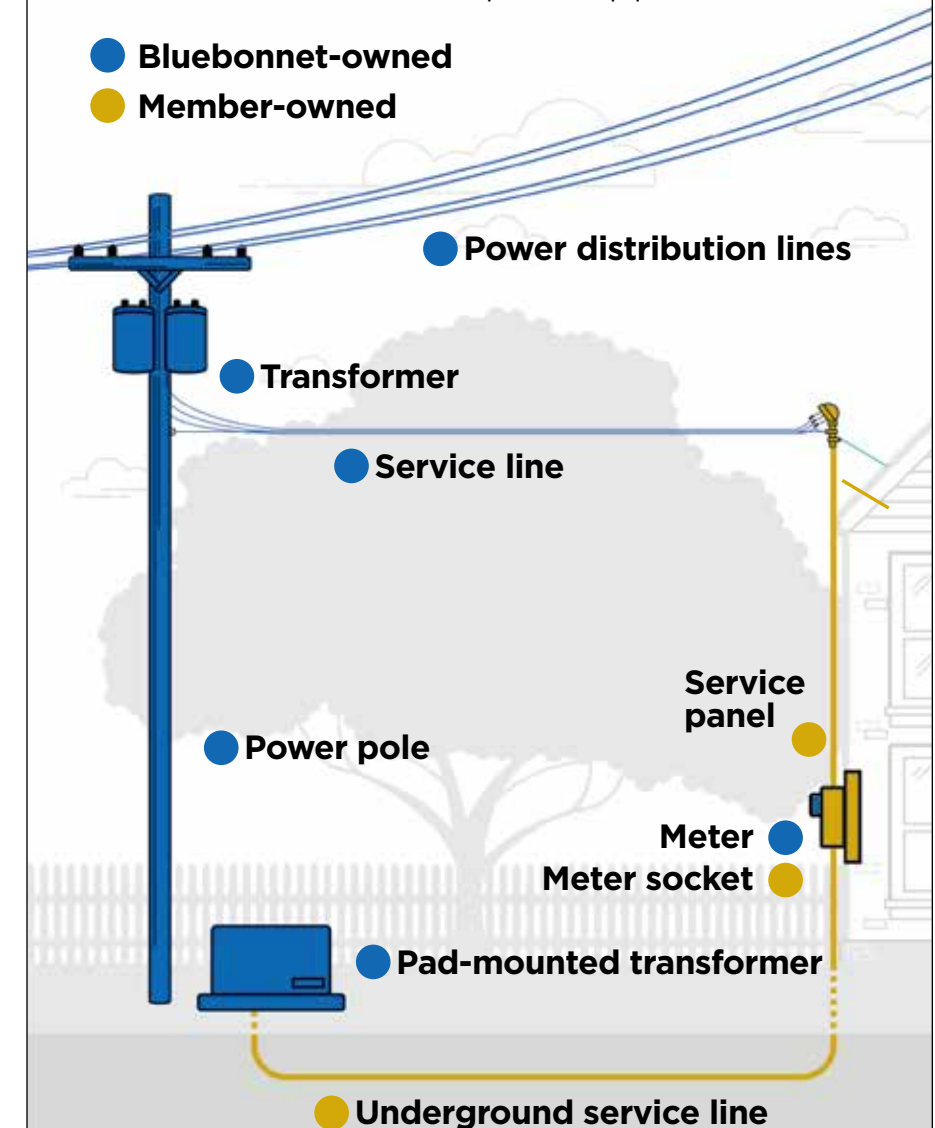 Bluebonnet-owned
Member-owned
Power distribution lines
Transformer
Service line
Service
panel
Power pole
Meter
Meter socket
Pad-mounted transformer
Underground service line